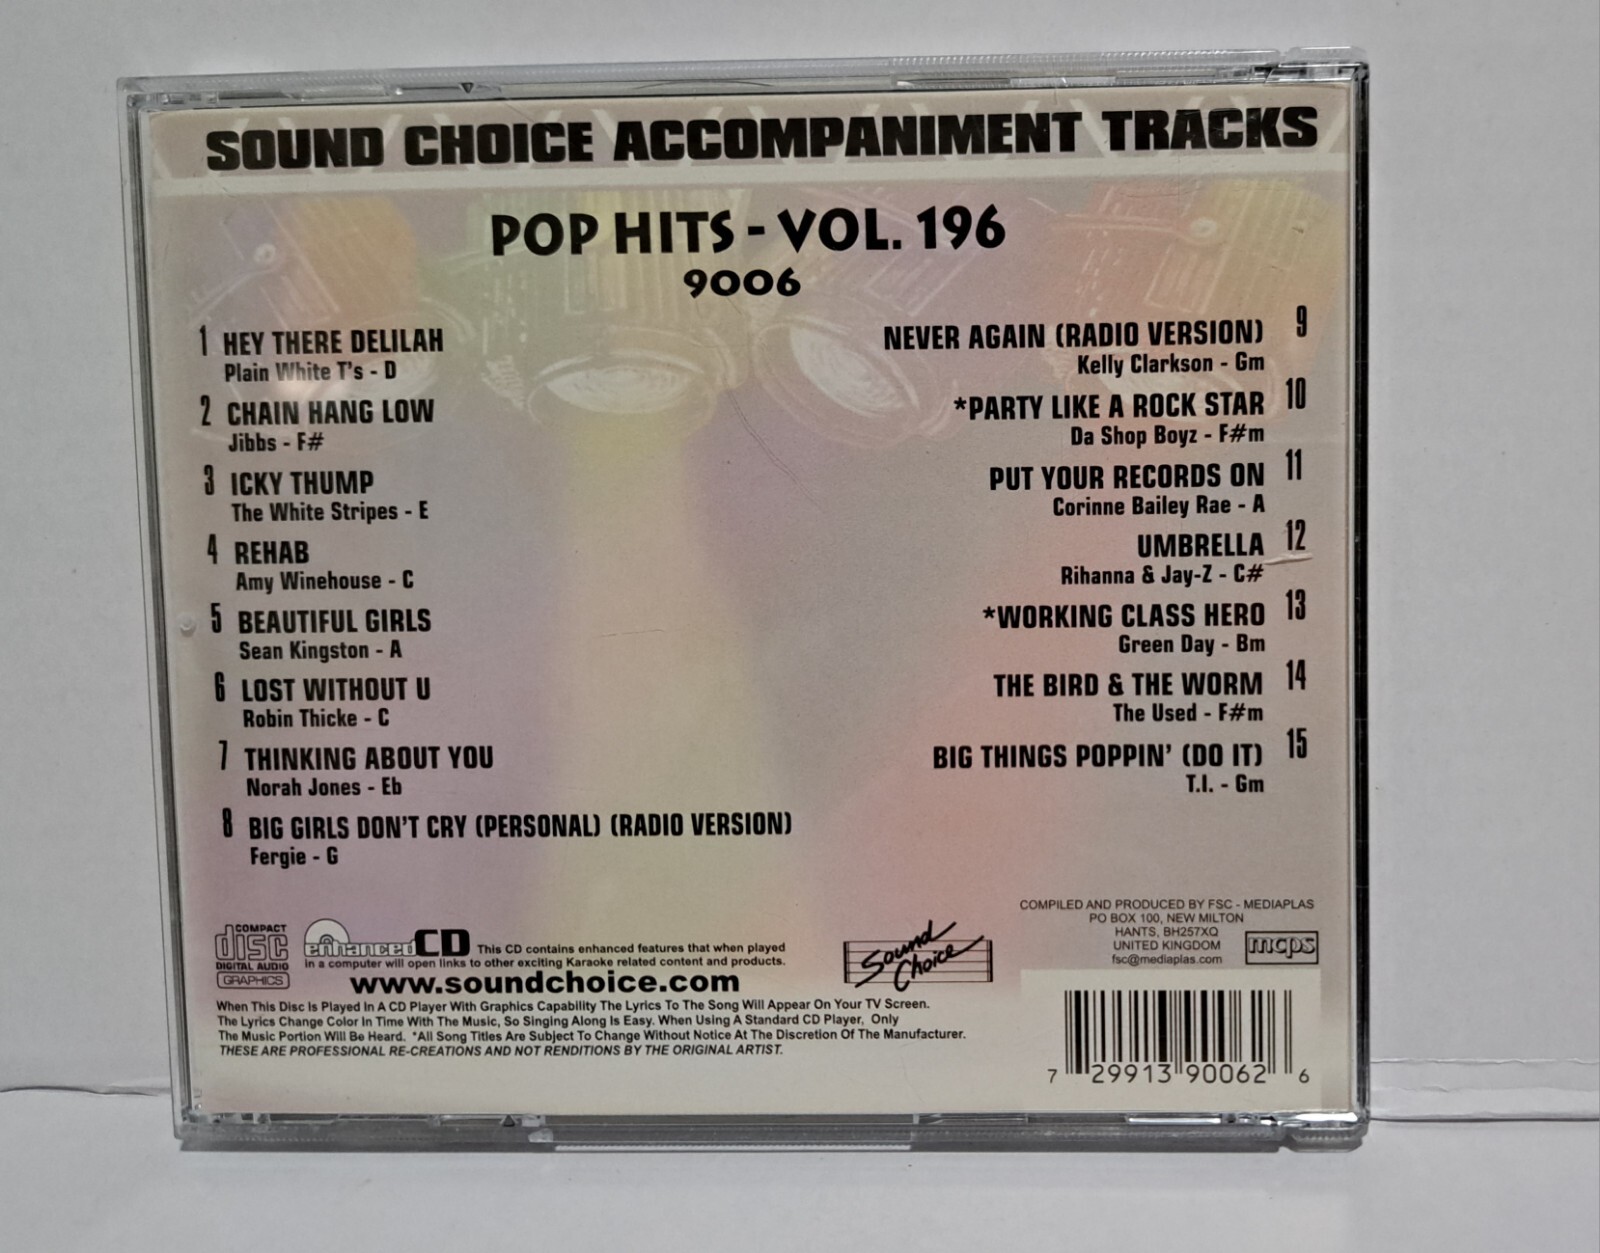 SOUND CHOICE ACCOMPANIMENT TRACKS
POP HITS - VOL. 196
9006
1 HEY THERE DELILAH
Plain White T's - D
2 CHAIN HANG LOW
Jibbs - F#
3 ICKY THUMP
The White Stripes - E
4 REHAB
Amy Winehouse - C
5 BEAUTIFUL GIRLS
Sean Kingston - A
6 LOST WITHOUT U
Robin Thicke - C
7 THINKING ABOUT YOU
Norah Jones - Eb
8 BIG GIRLS DON'T CRY (PERSONAL) (RADIO VERSION)
Fergie - G
NEVER AGAIN (RADIO VERSION) 9
Kelly Clarkson - Gm
*PARTY LIKE A ROCK STAR 10
Da Shop Boyz - F#m
PUT YOUR RECORDS ON 11
Corinne Bailey Rae - A
UMBRELLA 12
Rihanna & Jay-Z - C#
*WORKING CLASS HERO 13
Green Day - Bm
THE BIRD & THE WORM 14
The Used - F#m
BIG THINGS POPPIN' (DO IT) 15
T.I. - Gm
COMPACT
disc
DIGITAL AUDIO
GRAPHICS
enhanced CD This CD contains enhanced features that when played
in a computer will open links to other exciting Karaoke related content and products.
www.soundchoice.com
When This Disc Is Played In A CD Player With Graphics Capability The Lyrics To The Song Will Appear On Your TV Screen.
The Lyrics Change Color In Time With The Music, So Singing Along Is Easy. When Using A Standard CD Player, Only
The Music Portion Will Be Heard. *All Song Titles Are Subject To Change Without Notice At The Discretion Of The Manufacturer.
THESE ARE PROFESSIONAL RE-CREATIONS AND NOT RENDITIONS BY THE ORIGINAL ARTIST.
Sound
Choice
COMPILED AND PRODUCED BY FSC - MEDIAPLAS
PO BOX 100, NEW MILTON
HANTS, BH257XQ
UNITED KINGDOM
fsc@mediaplas.com
mcps
7 29913 90062 6